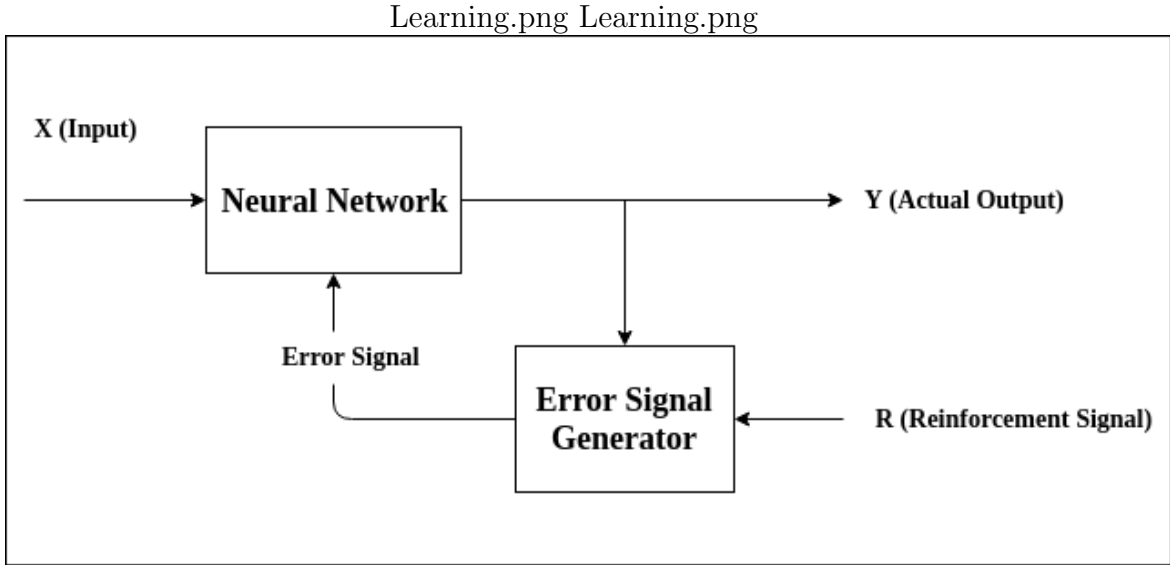 Learning.png Learning.png
X (Input)
Neural Network
Y (Actual Output)
Error Signal
Error Signal
Generator
R (Reinforcement Signal)